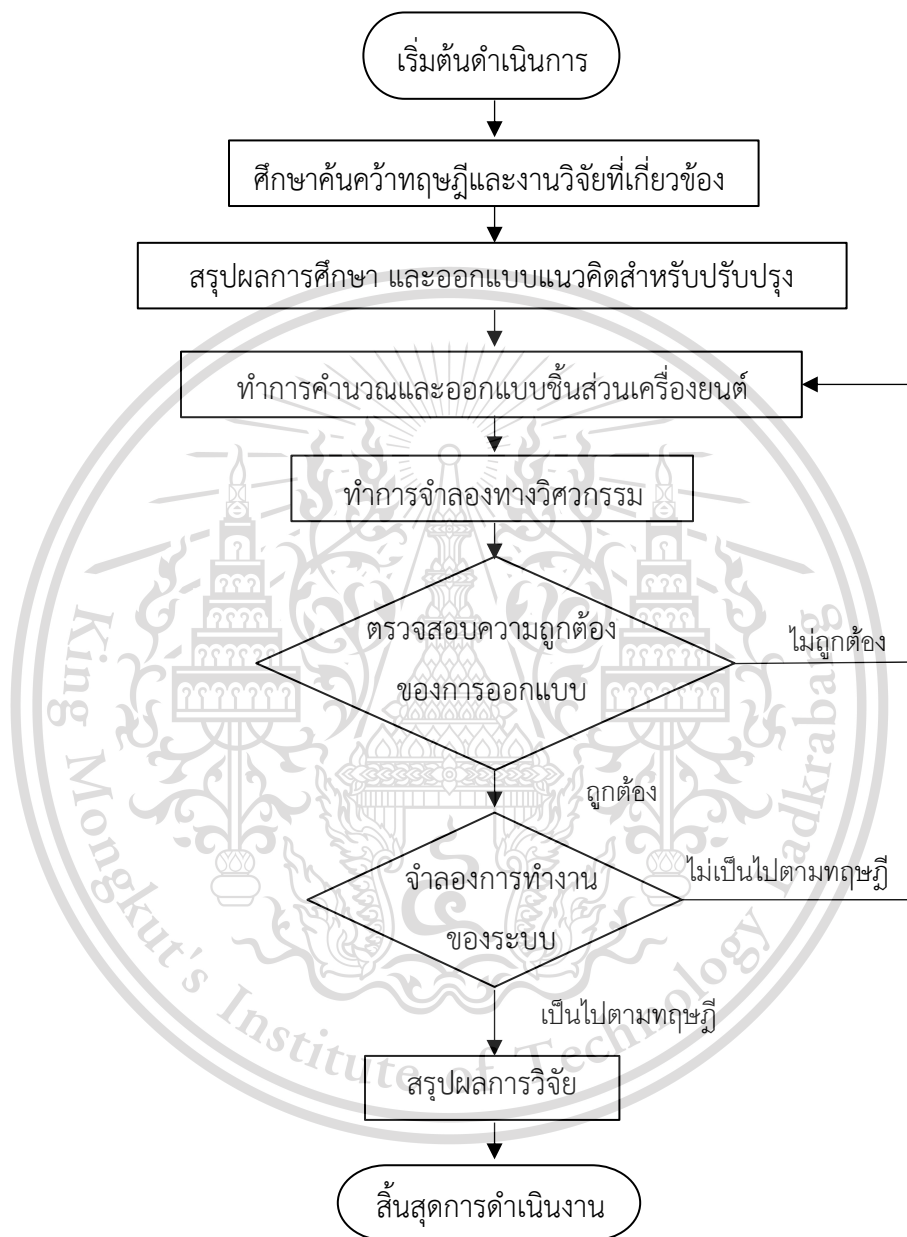 เริ่มต้นดำเนินการ
ศึกษาค้นคว้าทฤษฎีและงานวิจัยที่เกี่ยวข้อง
สรุปผลการศึกษา และออกแบบแนวคิดสำหรับปรับปรุง
ทำการคำนวณและออกแบบชิ้นส่วนเครื่องยนต์
ทำการจำลองทางวิศวกรรม
ตรวจสอบความถูกต้อง
ของการออกแบบ
ไม่ถูกต้อง
ถูกต้อง
จำลองการทำงาน
ของระบบ
ไม่เป็นไปตามทฤษฎี
เป็นไปตามทฤษฎี
สรุปผลการวิจัย
สิ้นสุดการดำเนินงาน
King Mongkut's Institute of Technology Ladkrabang